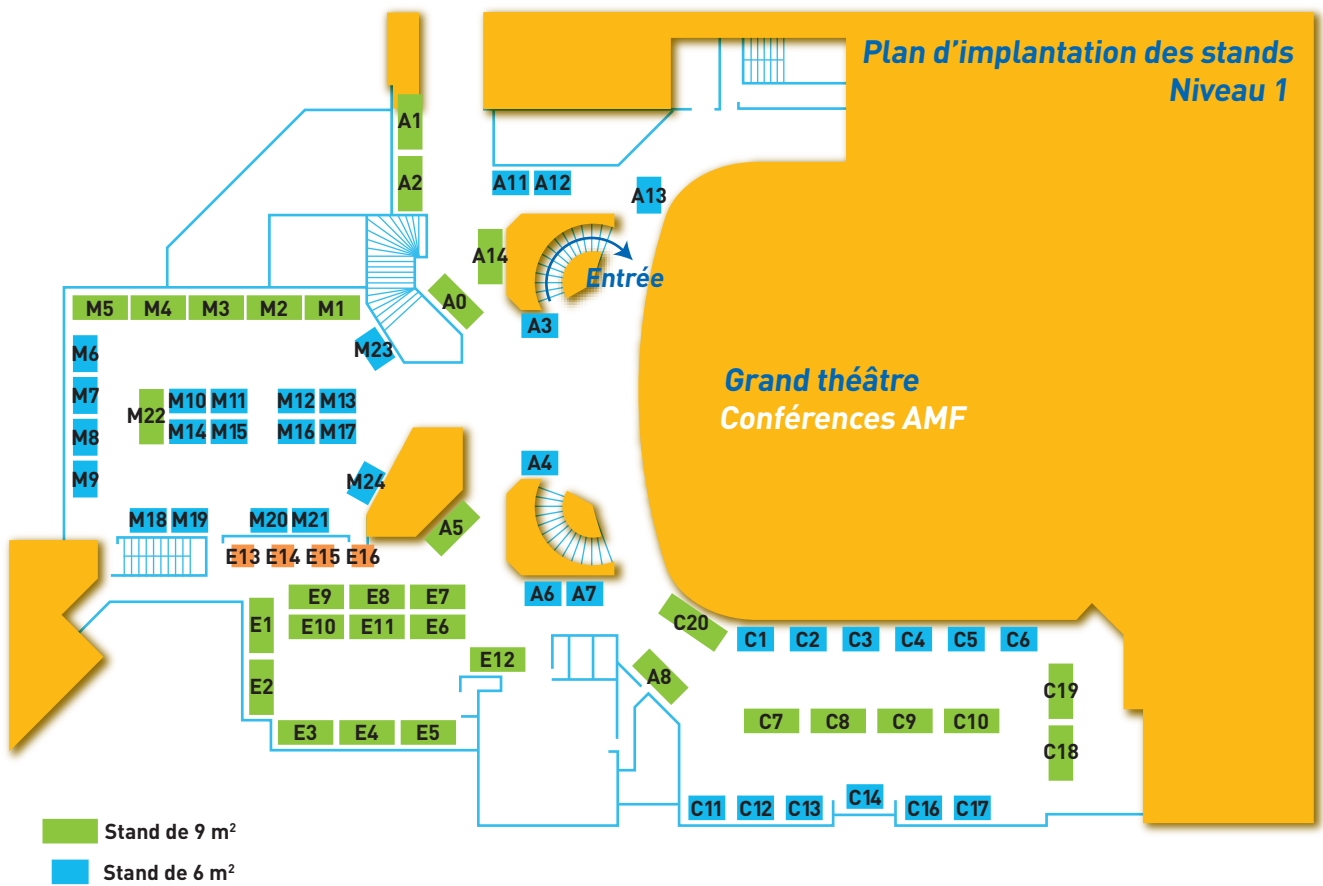 Plan d'implantation des stands
Niveau 1
A1
A2
A11 A12
A13
A14
Entrée
A0
M5 M4 M3 M2 M1
A3
M23
M6
M7
M22 M10 M11 M12 M13
M8 M14 M15 M16 M17
M9
Grand théâtre
Conférences AMF
M24
A4
M18 M19 M20 M21
A5
E13 E14 E15 E16
E9 E8 E7
A6 A7
E1 E10 E11 E6
C20
C1 C2 C3 C4 C5 C6
E2 E12
A8
C19
C7 C8 C9 C10
E3 E4 E5
C18
C14
C11 C12 C13 C16 C17
Stand de 9 m²
Stand de 6 m²